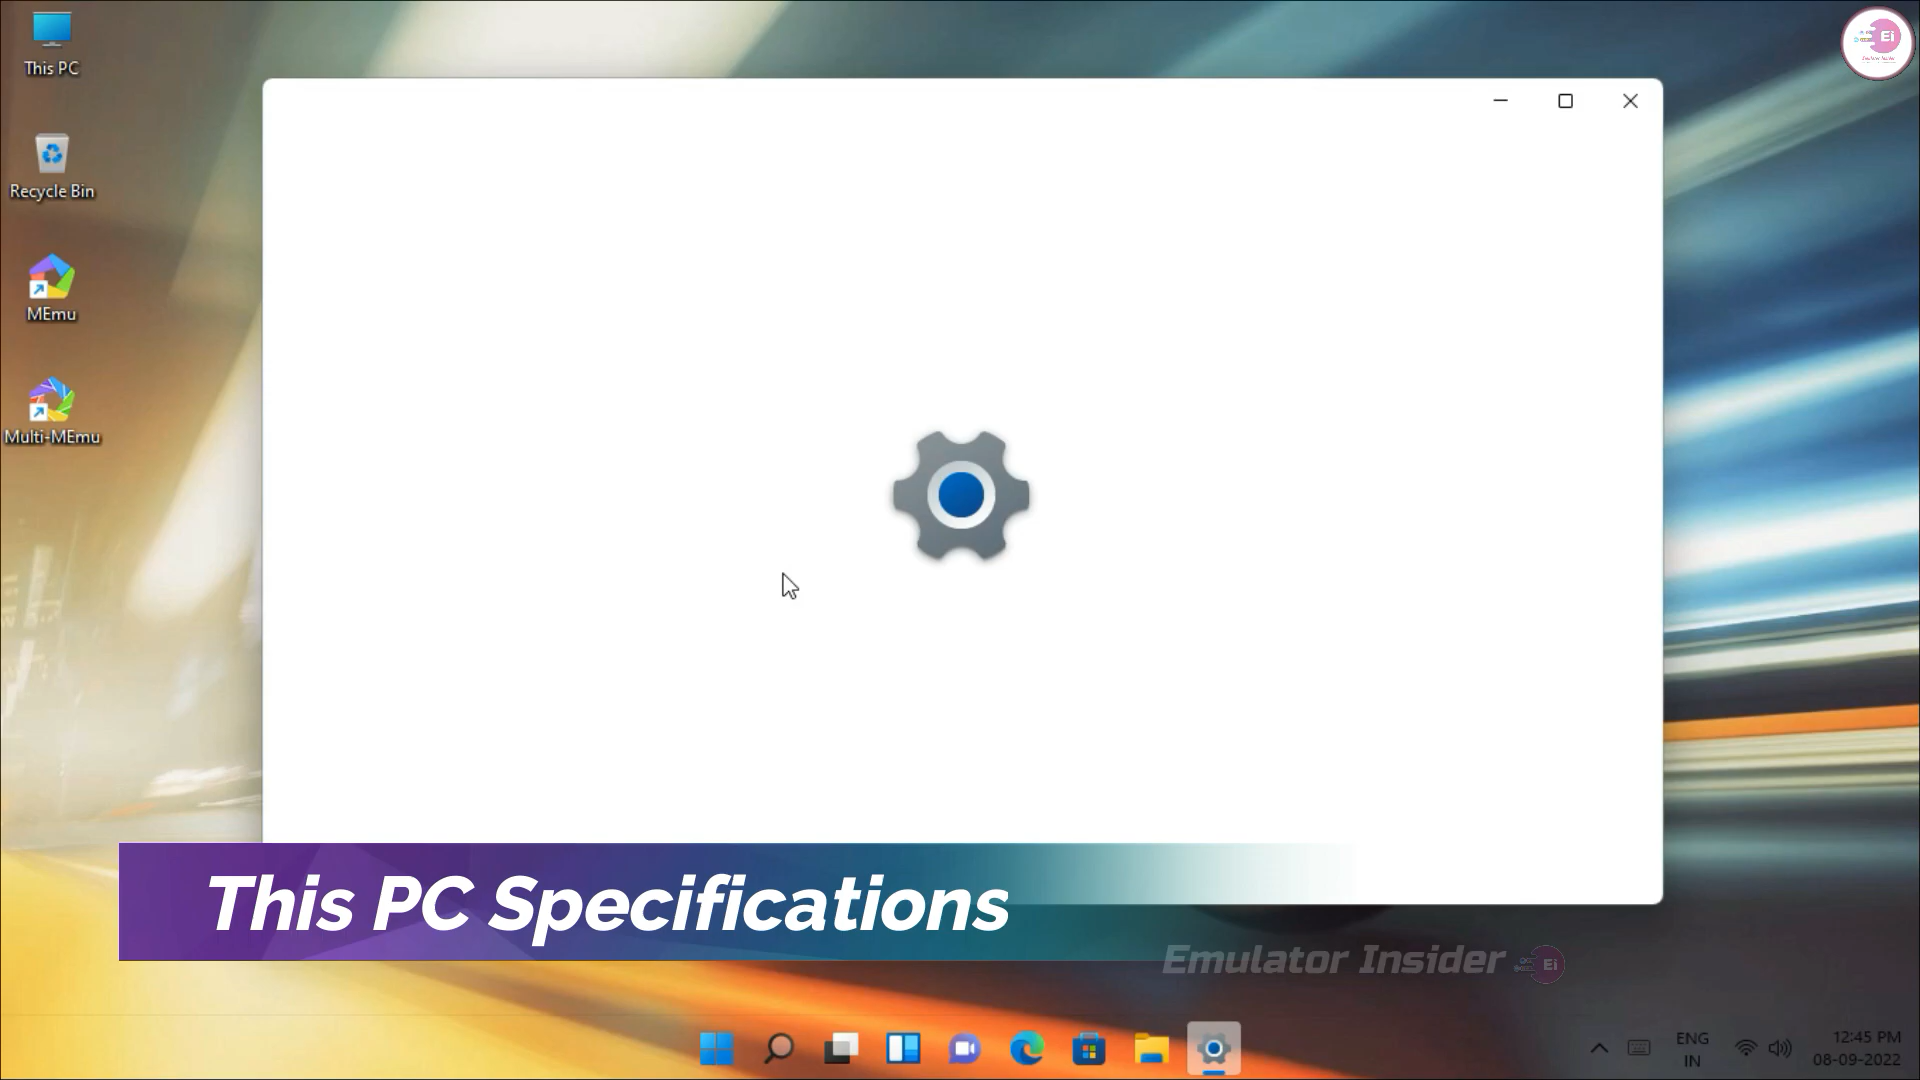 This PC
Recycle Bin
MEmu
Multi-MEmu
Ei
This PC Specifications
Emulator Insider
Ei
ENG
IN
12:45 PM
08-09-2022